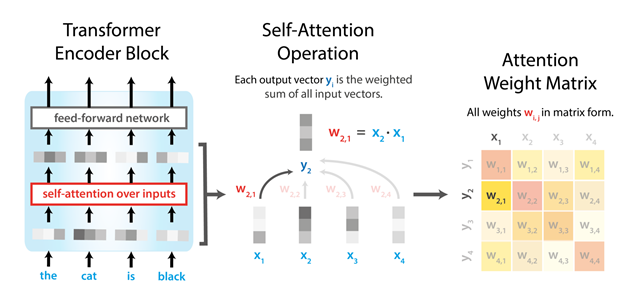 Transformer
Encoder Block
feed-forward network
self-attention over inputs
the cat is black
Self-Attention
Operation
Each output vector yᵢ is the weighted
sum of all input vectors.
w₂,₁ = x₂ · x₁
y₂
w₂,₁ w₂,₂ w₂,₃ w₂,₄
x₁ x₂ x₃ x₄
Attention
Weight Matrix
All weights wᵢ,ⱼ in matrix form.
x₁ x₂ x₃ x₄
y₁ w₁,₁ w₁,₂ w₁,₃ w₁,₄
y₂ w₂,₁ w₂,₂ w₂,₃ w₂,₄
y₃ w₃,₁ w₃,₂ w₃,₃ w₃,₄
y₄ w₄,₁ w₄,₂ w₄,₃ w₄,₄